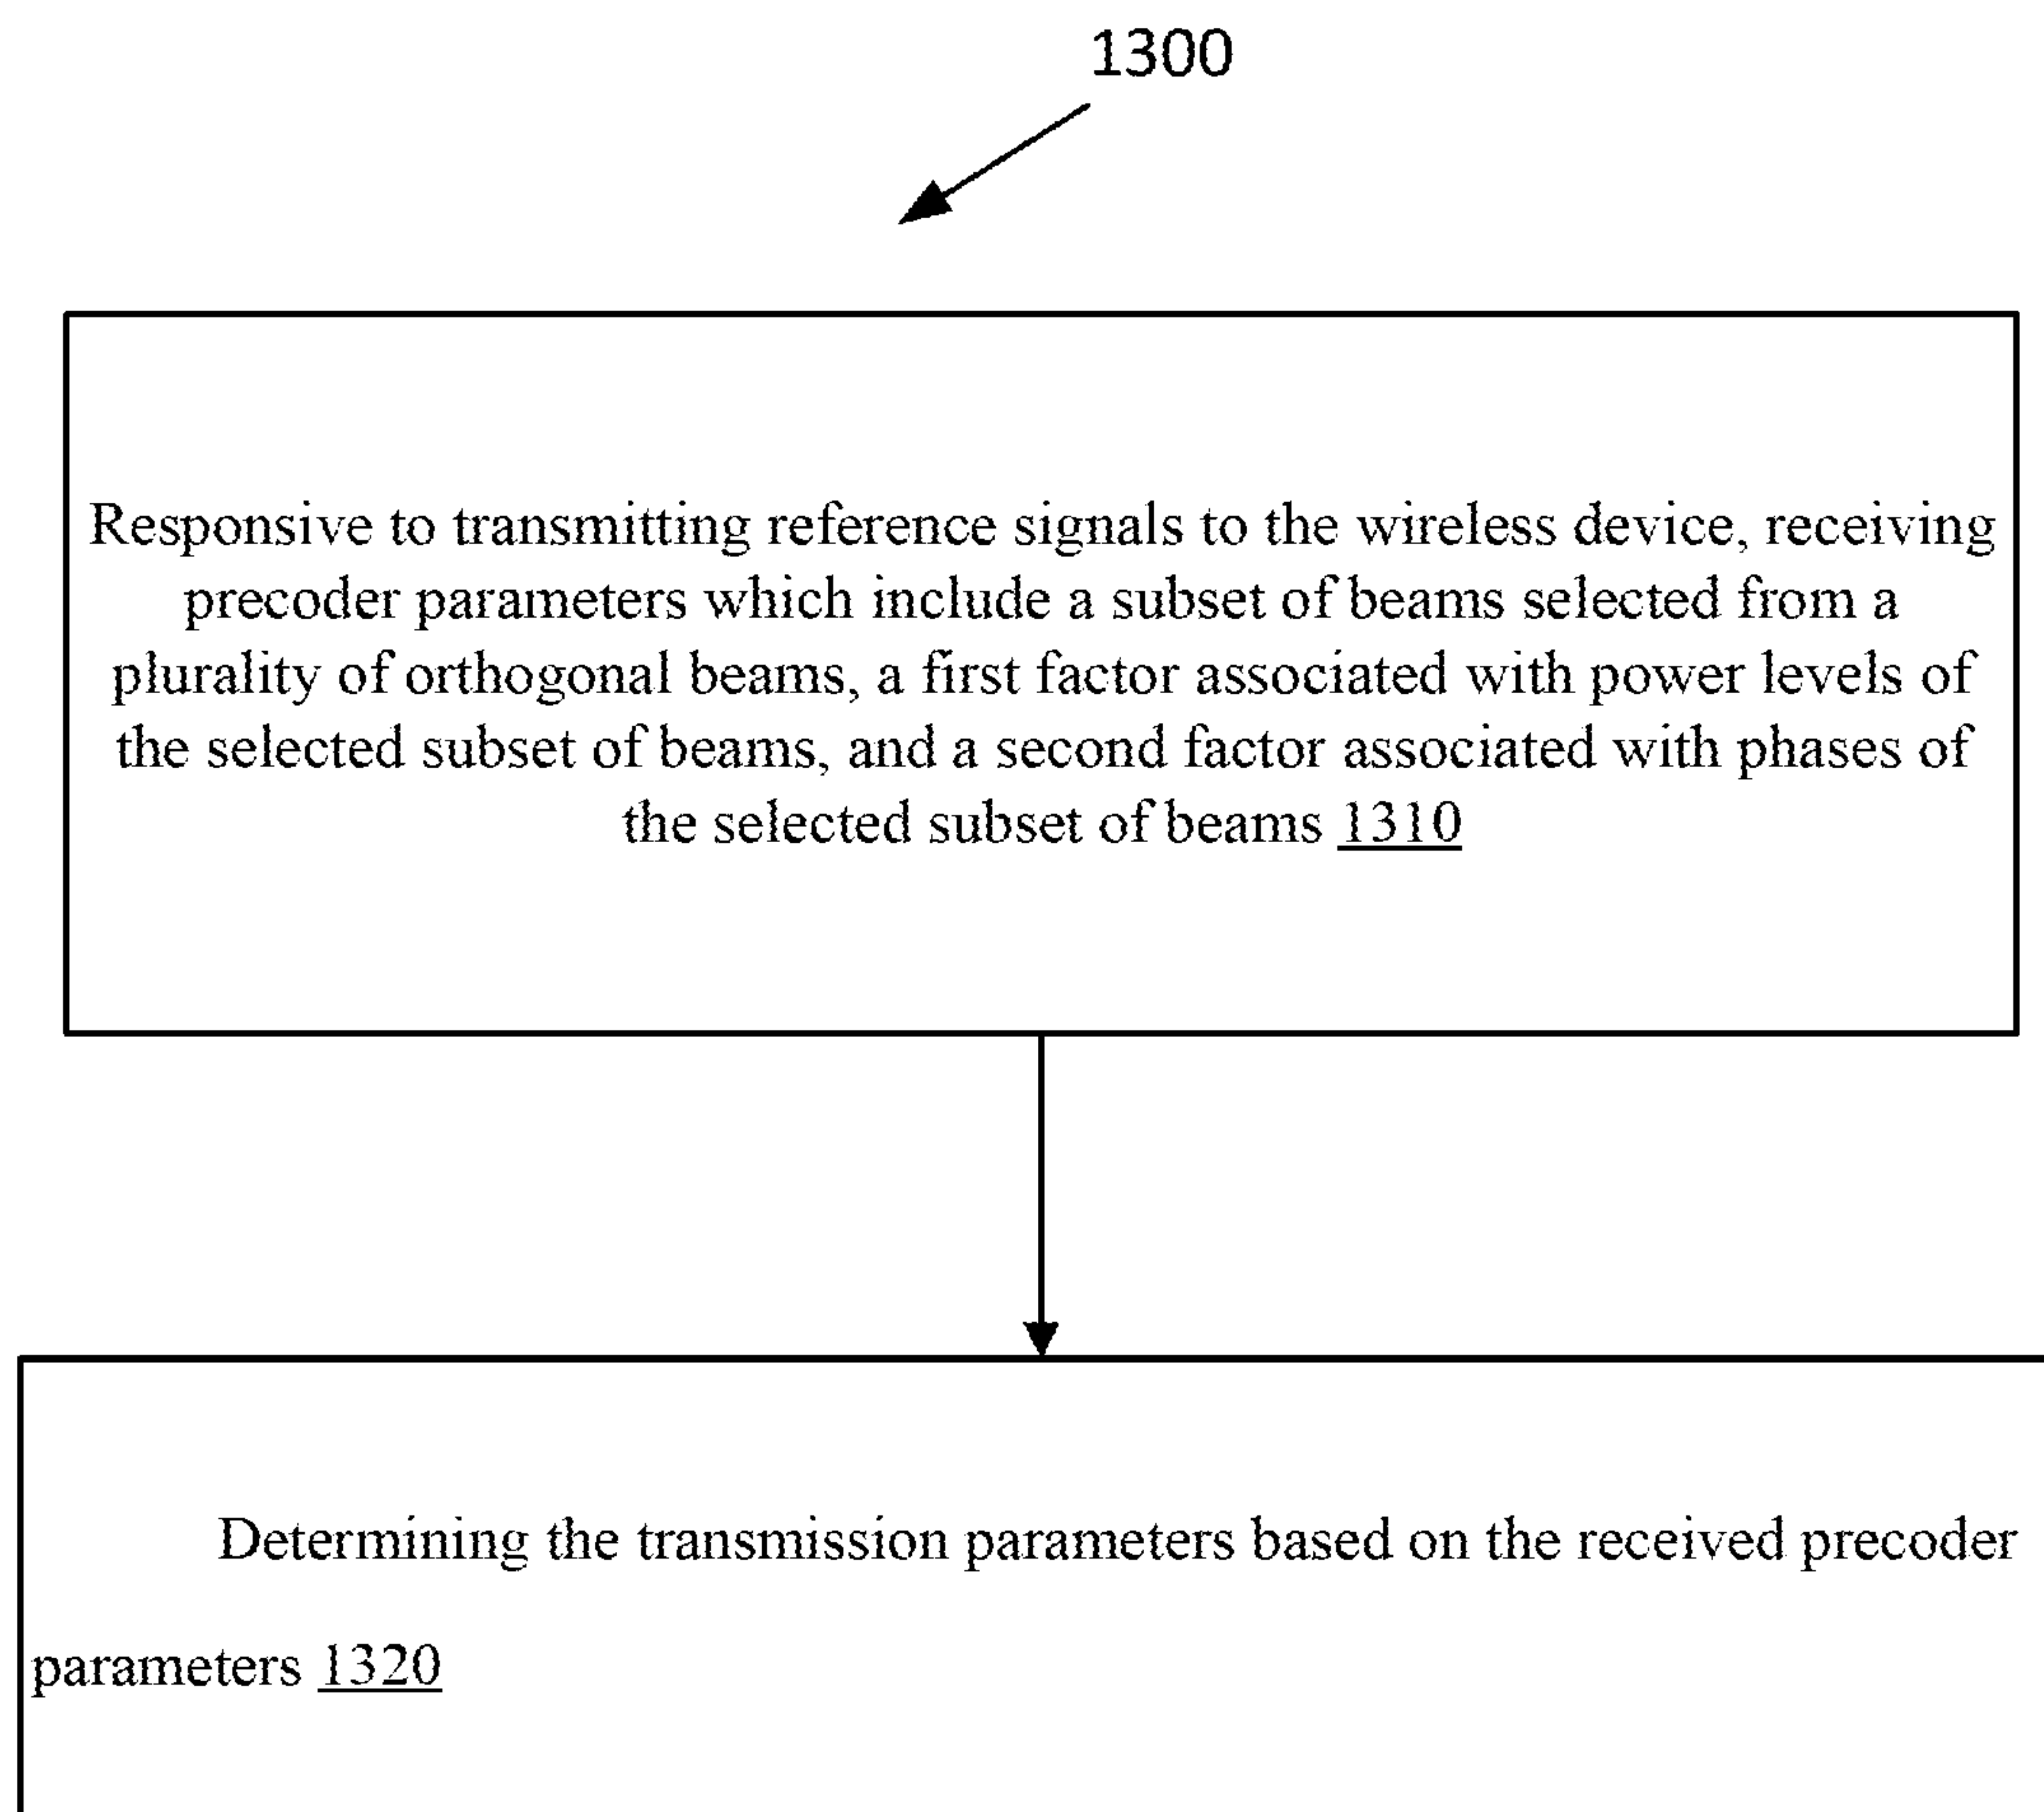 1300
Responsive to transmitting reference signals to the wireless device, receiving
precoder parameters which include a subset of beams selected from a
plurality of orthogonal beams, a first factor associated with power levels of
the selected subset of beams, and a second factor associated with phases of
the selected subset of beams 1310
Determining the transmission parameters based on the received precoder
parameters 1320